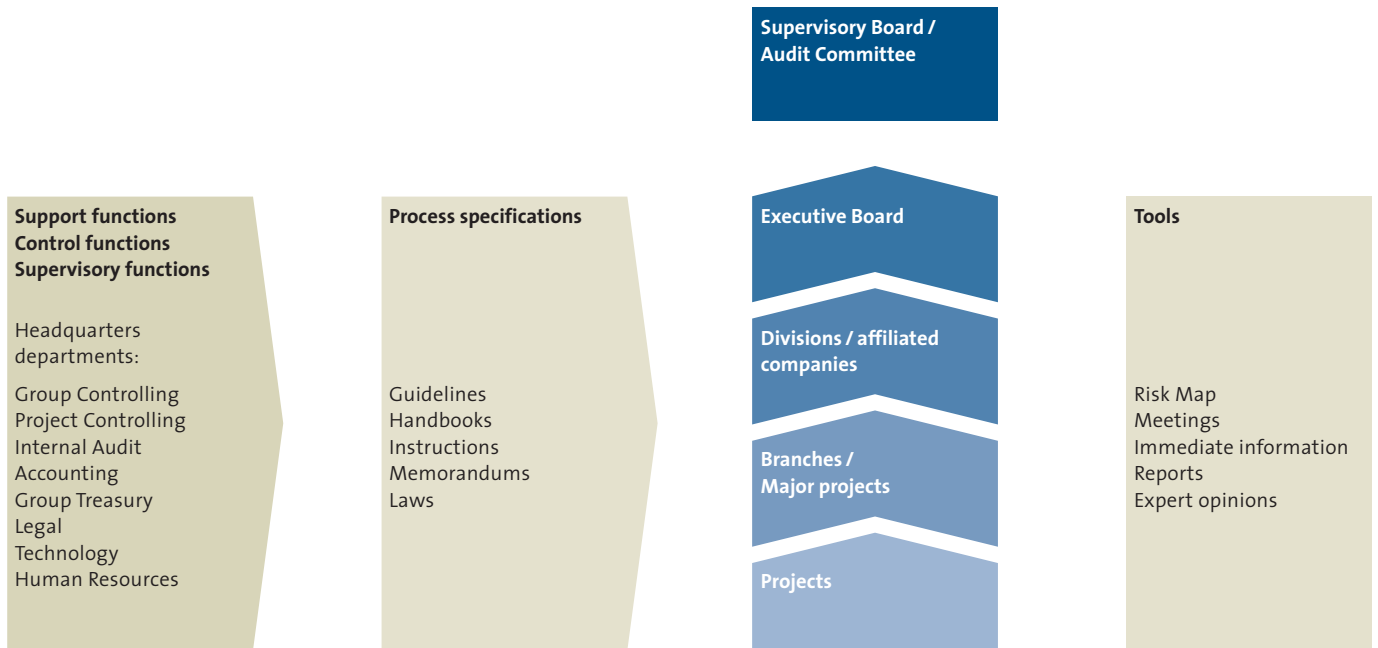 Supervisory Board /
Audit Committee
Support functions
Control functions
Supervisory functions
Headquarters
departments:
Group Controlling
Project Controlling
Internal Audit
Accounting
Group Treasury
Legal
Technology
Human Resources
Process specifications
Guidelines
Handbooks
Instructions
Memorandums
Laws
Executive Board
Divisions / affiliated
companies
Branches /
Major projects
Projects
Tools
Risk Map
Meetings
Immediate information
Reports
Expert opinions